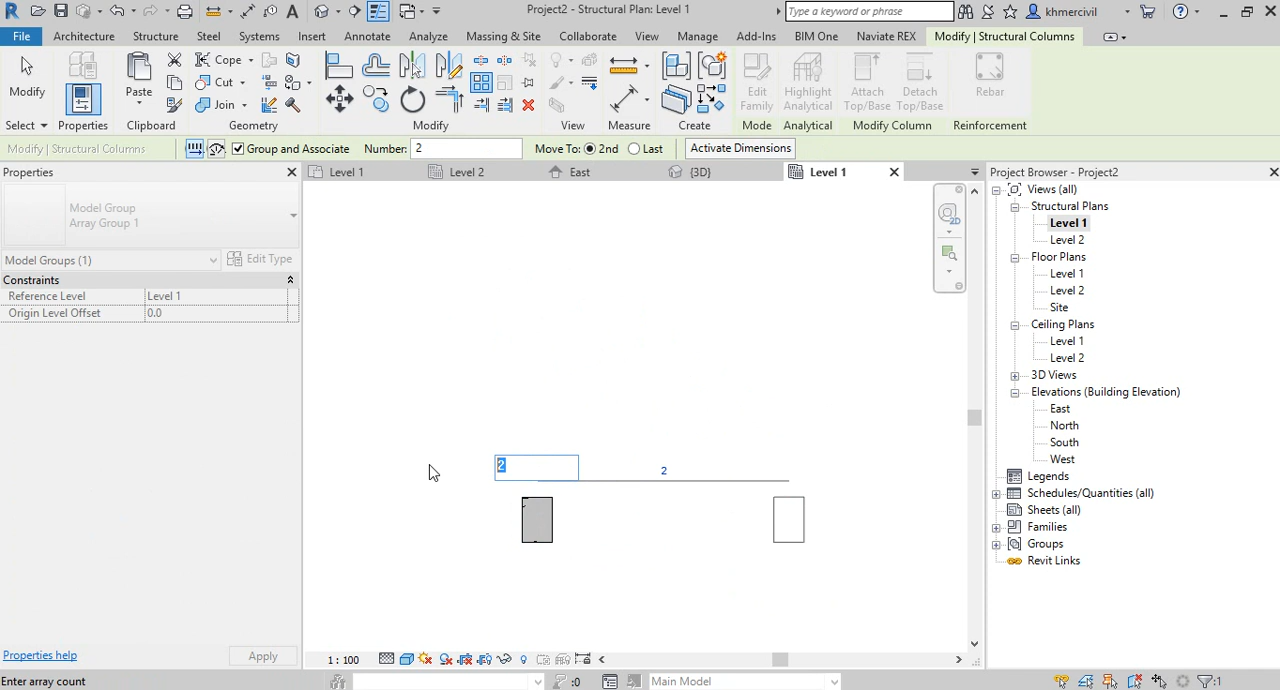 Project2 - Structural Plan: Level 1
Type a keyword or phrase
khmercivil
File Architecture Structure Steel Systems Insert Annotate Analyze Massing & Site Collaborate View Manage Add-Ins BIM One Naviate REX Modify | Structural Columns
Modify
Select
Properties
Paste
Clipboard
Cope
Cut
Join
Geometry
Modify
View
Measure
Create
Edit Family
Mode
Highlight Analytical
Analytical
Attach Top/Base
Detach Top/Base
Modify Column
Rebar
Reinforcement
Modify | Structural Columns
Group and Associate Number: 2 Move To: 2nd Last Activate Dimensions
Properties
Model Group
Array Group 1
Model Groups (1) Edit Type
Constraints
Reference Level Level 1
Origin Level Offset 0.0
Properties help Apply
Level 1 Level 2 East {3D} Level 1
2D
2
2
Project Browser - Project2
Views (all)
Structural Plans
Level 1
Level 2
Floor Plans
Level 1
Level 2
Site
Ceiling Plans
Level 1
Level 2
3D Views
Elevations (Building Elevation)
East
North
South
West
Legends
Schedules/Quantities (all)
Sheets (all)
Families
Groups
Revit Links
1 : 100
Enter array count
:0
Main Model
:1